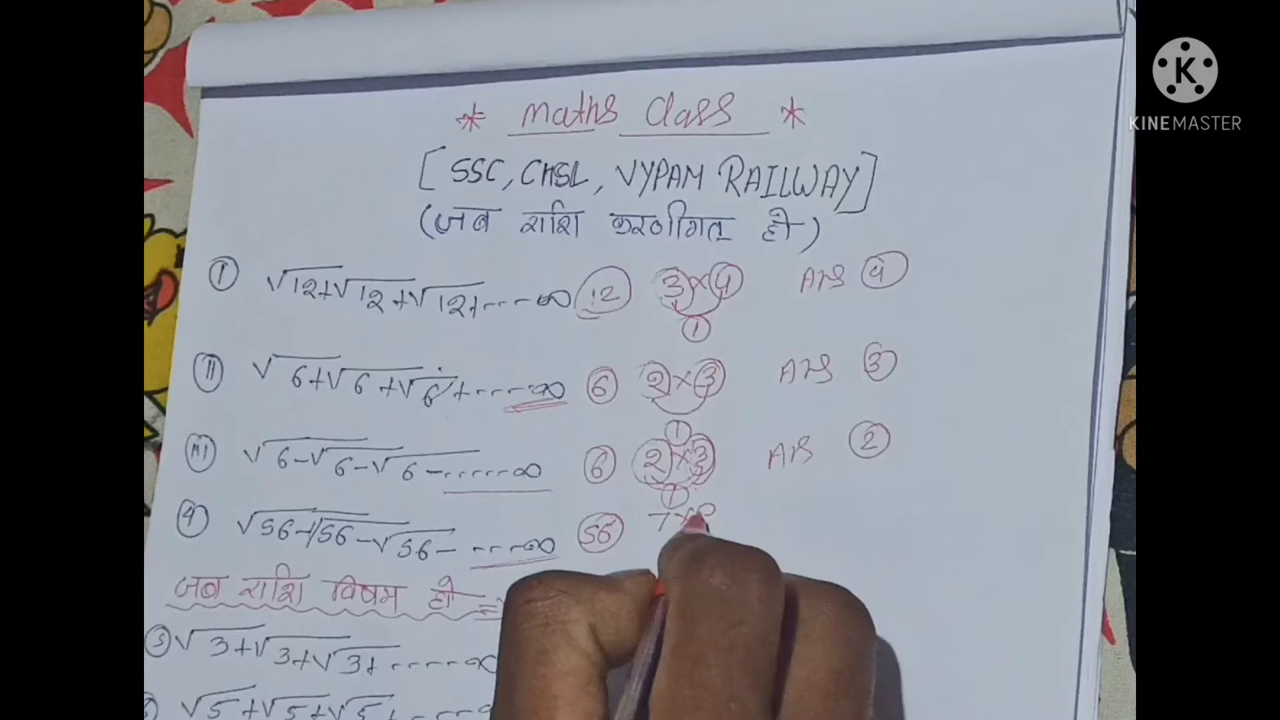 * Maths Class *
[SSC, CHSL, VYPAM RAILWAY]
(जब राशि करणीगत हो)
I √12+√12+√12+----∞ 12 3×4 Ans 4
1
II √6+√6+√6+----∞ 6 2×3 Ans 3
1
III √6-√6-√6-------∞ 6 2×3 Ans 2
1
4 √56-√56-√56-----∞ 56 7×8
जब राशि विषम हो =
5 √3+√3+√3+-----∞
√5+√5+√5+
K
KINEMASTER